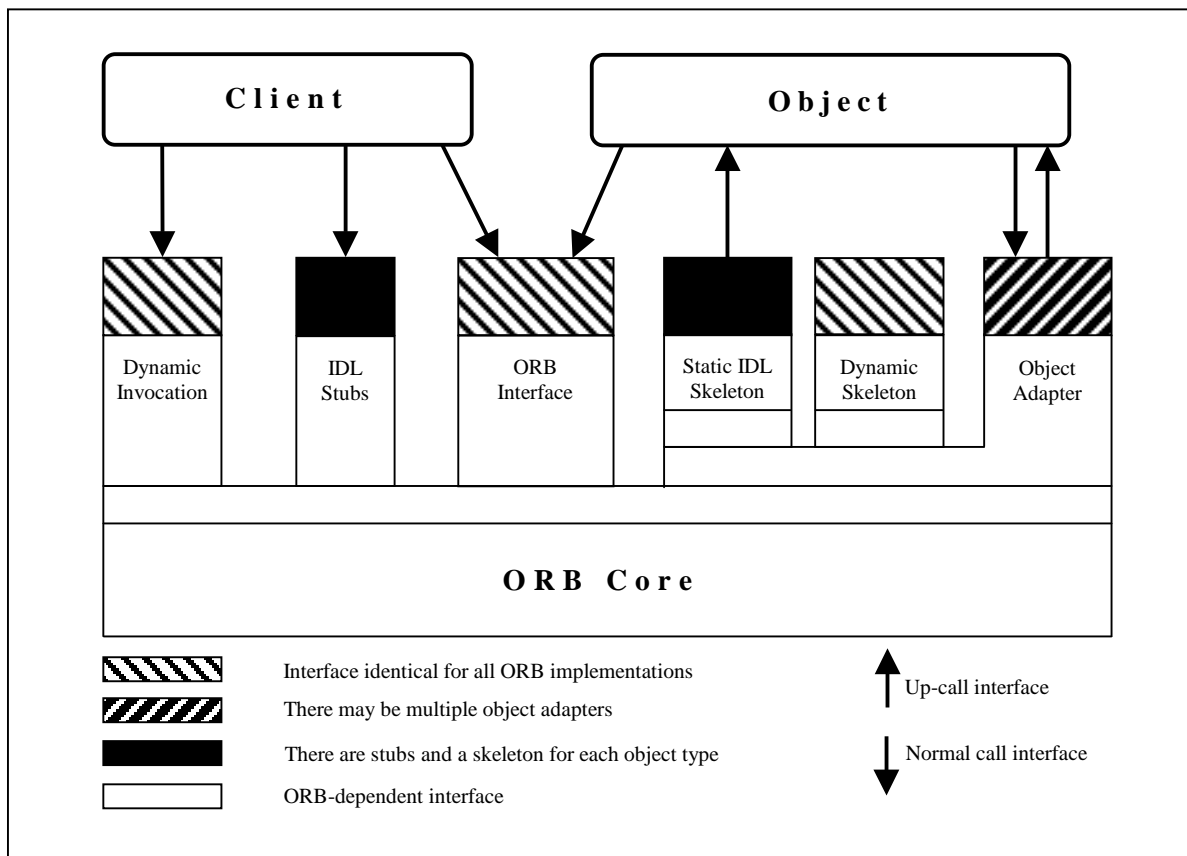 Client
Object
Dynamic
Invocation
IDL
Stubs
ORB
Interface
Static IDL
Skeleton
Dynamic
Skeleton
Object
Adapter
ORB Core
Interface identical for all ORB implementations
There may be multiple object adapters
There are stubs and a skeleton for each object type
ORB-dependent interface
Up-call interface
Normal call interface